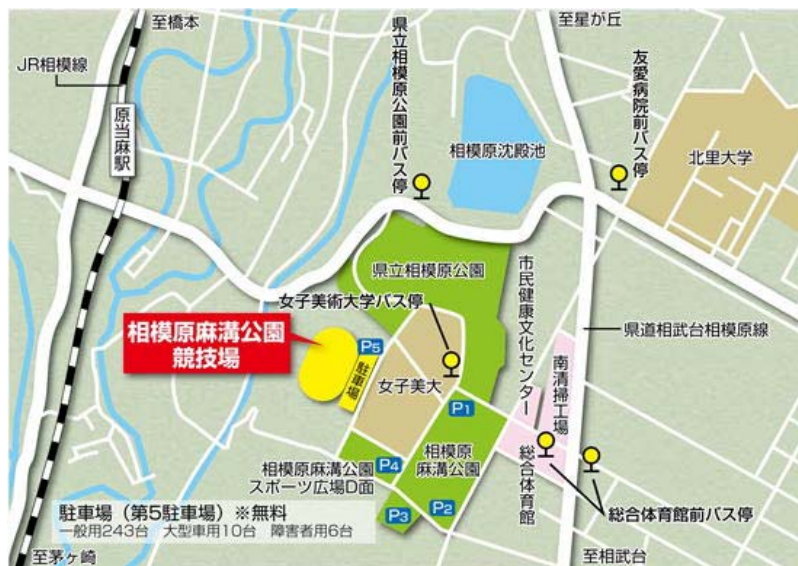 至橋本
至星が丘
JR相模線
原当麻駅
県立相模原公園前バス停
相模原沈殿池
友愛病院前バス停
北里大学
県立相模原公園
女子美術大学バス停
市民健康文化センター
県道相武台相模原線
相模原麻溝公園
競技場
P5
駐車場
女子美大
P1
南清掃工場
相模原
麻溝公園
総合体育館
相模原麻溝公園
スポーツ広場D面
P4
P3
P2
総合体育館前バス停
駐車場（第5駐車場）※無料
一般用243台　大型車用10台　障害者用6台
至茅ヶ崎
至相武台